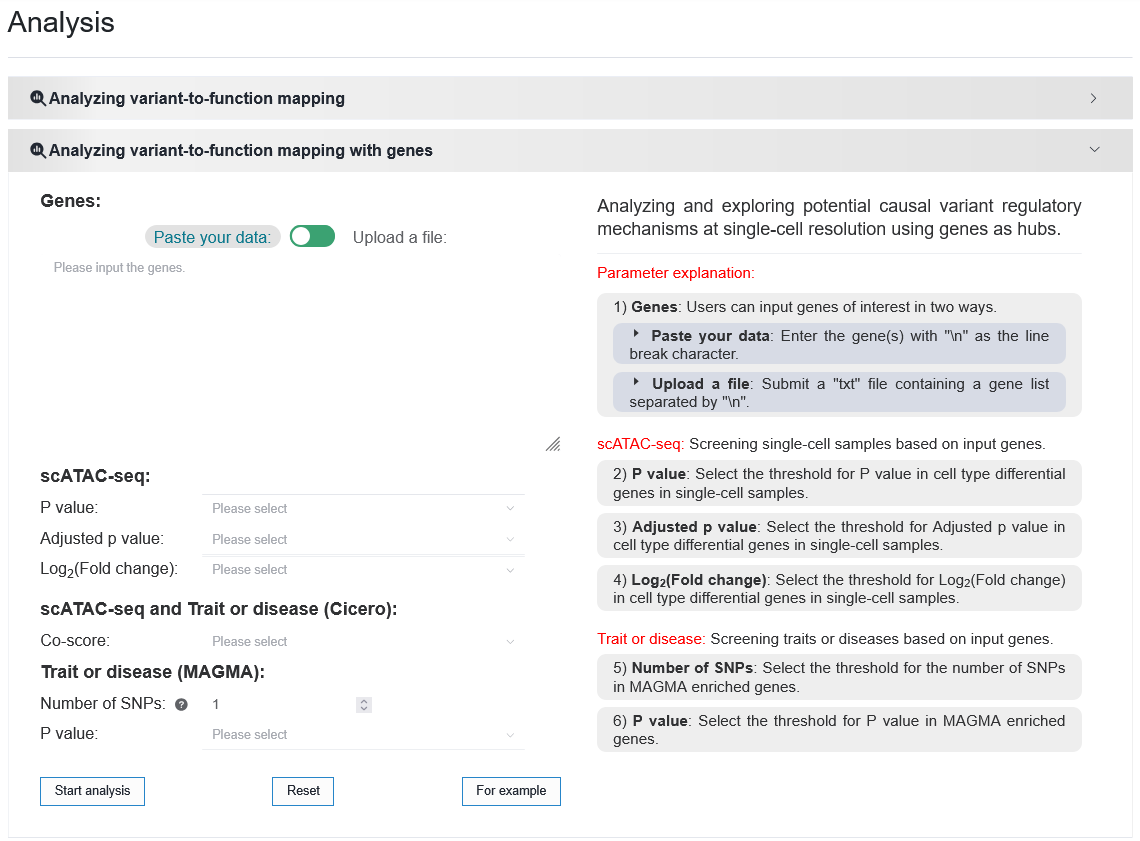 Analysis
Analyzing variant-to-function mapping
Analyzing variant-to-function mapping with genes
Genes:
Paste your data: Upload a file:
Please input the genes.
scATAC-seq:
P value: Please select
Adjusted p value: Please select
Log₂(Fold change): Please select
scATAC-seq and Trait or disease (Cicero):
Co-score: Please select
Trait or disease (MAGMA):
Number of SNPs: ? 1
P value: Please select
Start analysis Reset For example
Analyzing and exploring potential causal variant regulatory
mechanisms at single-cell resolution using genes as hubs.
Parameter explanation:
1) Genes: Users can input genes of interest in two ways.
Paste your data: Enter the gene(s) with "\n" as the line
break character.
Upload a file: Submit a "txt" file containing a gene list
separated by "\n".
scATAC-seq: Screening single-cell samples based on input genes.
2) P value: Select the threshold for P value in cell type differential
genes in single-cell samples.
3) Adjusted p value: Select the threshold for Adjusted p value in
cell type differential genes in single-cell samples.
4) Log₂(Fold change): Select the threshold for Log₂(Fold change)
in cell type differential genes in single-cell samples.
Trait or disease: Screening traits or diseases based on input genes.
5) Number of SNPs: Select the threshold for the number of SNPs
in MAGMA enriched genes.
6) P value: Select the threshold for P value in MAGMA enriched
genes.